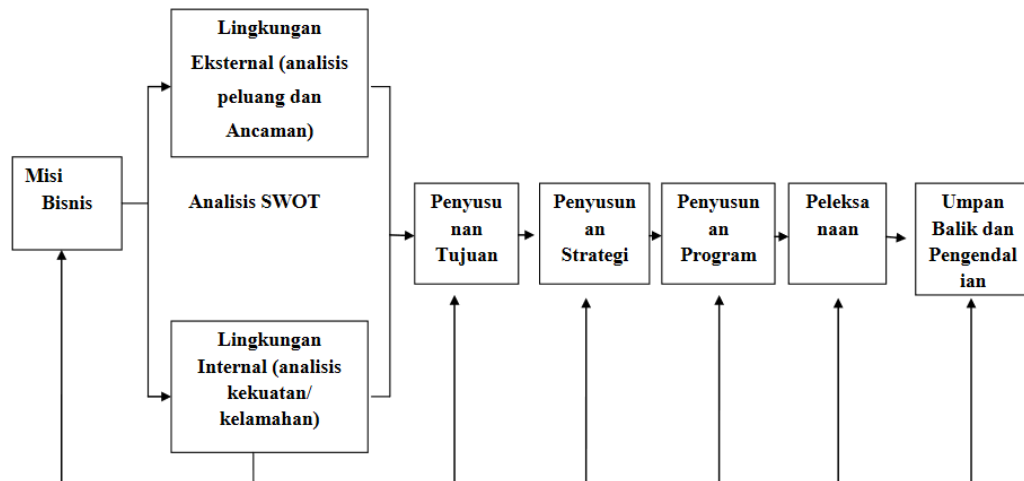 Misi
Bisnis
Lingkungan
Eksternal (analisis
peluang dan
Ancaman)
Analisis SWOT
Lingkungan
Internal (analisis
kekuatan/
kelamahan)
Penyusu
nan
Tujuan
Penyusun
an
Strategi
Penyusun
an
Program
Peleksa
naan
Umpan
Balik dan
Pengendal
ian